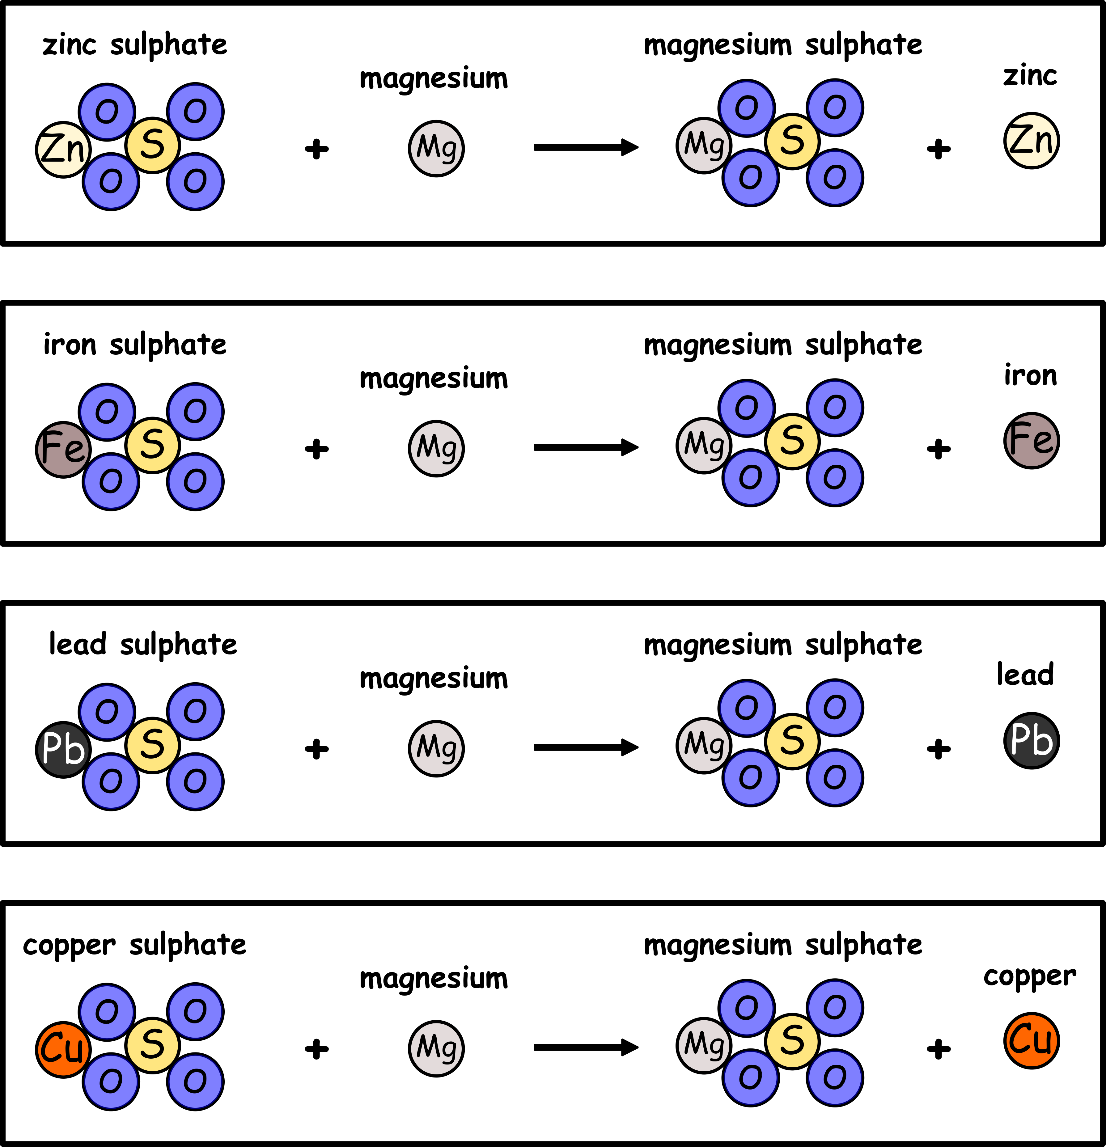 zinc sulphate
magnesium
magnesium sulphate
zinc
Zn O O S O O + Mg Mg O O S O O + Zn
iron sulphate
magnesium
magnesium sulphate
iron
Fe O O S O O + Mg Mg O O S O O + Fe
lead sulphate
magnesium
magnesium sulphate
lead
Pb O O S O O + Mg Mg O O S O O + Pb
copper sulphate
magnesium
magnesium sulphate
copper
Cu O O S O O + Mg Mg O O S O O + Cu